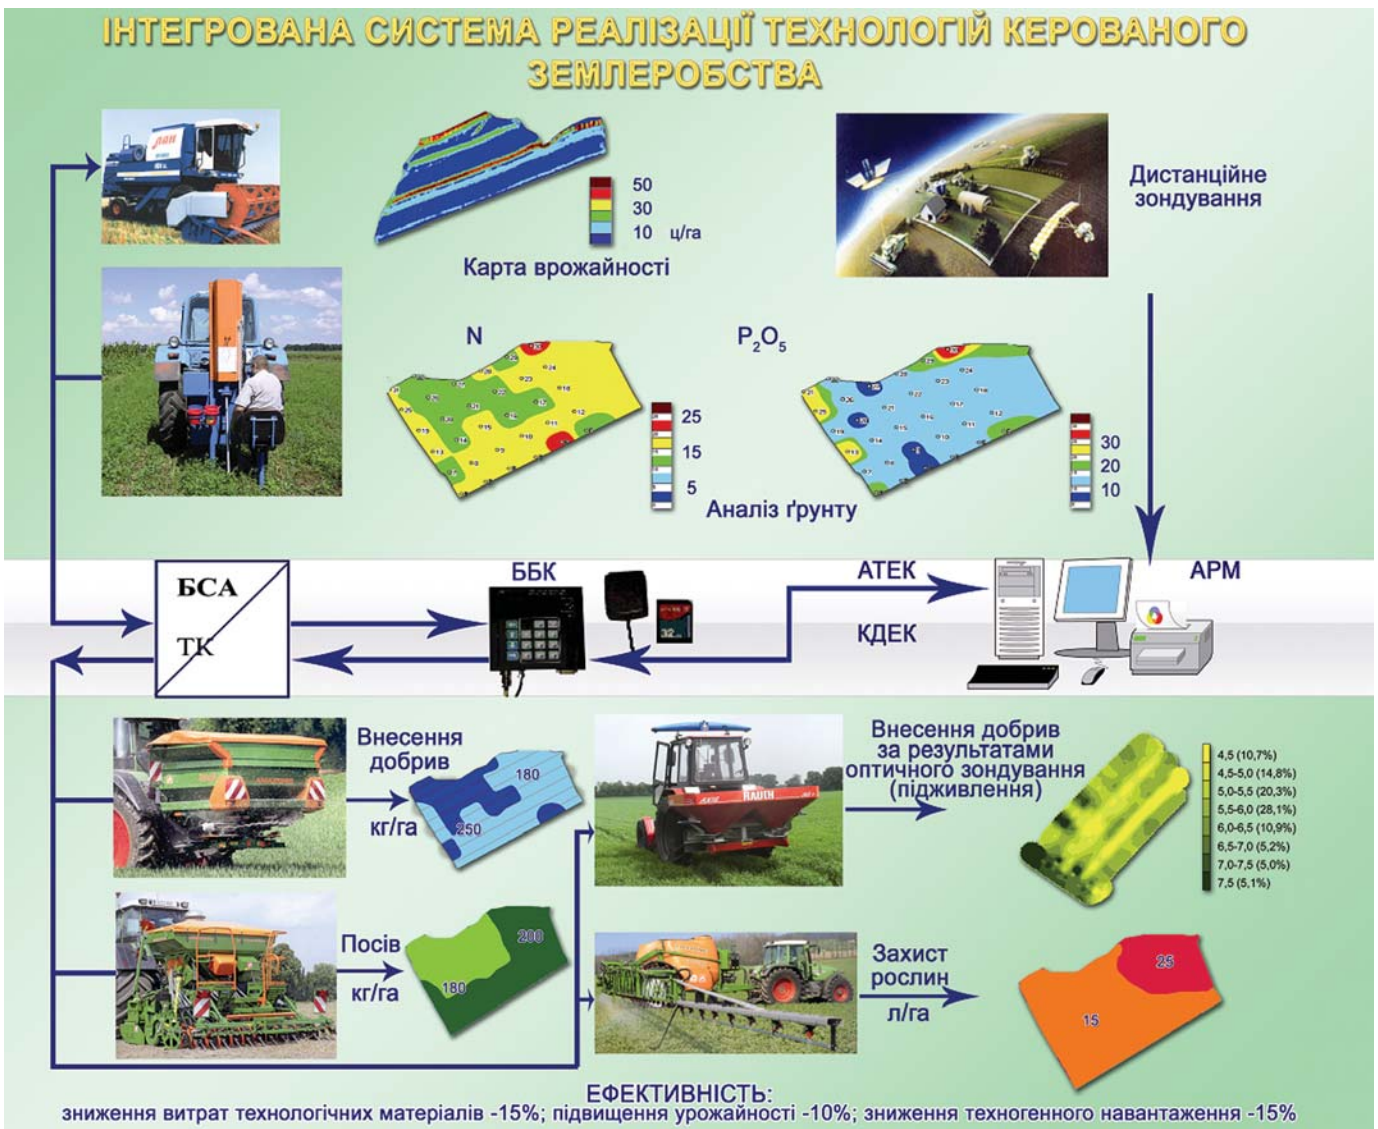 ІНТЕГРОВАНА СИСТЕМА РЕАЛІЗАЦІЇ ТЕХНОЛОГІЙ КЕРОВАНОГО
ЗЕМЛЕРОБСТВА
ЛАН
50
30
10 ц/га
Карта врожайності
Дистанційне
зондування
N
25
15
5
P₂O₅
30
20
10
Аналіз ґрунту
БСА
ТК
ББК
32
АТЕК
КДЕК
АРМ
Внесення
добрив
кг/га
180
250
RAUCH
Внесення добрив
за результатами
оптичного зондування
(підживлення)
4,5 (10,7%)
4,5-5,0 (14,8%)
5,0-5,5 (20,3%)
5,5-6,0 (28,1%)
6,0-6,5 (10,9%)
6,5-7,0 (5,2%)
7,0-7,5 (5,0%)
7,5 (5,1%)
Посів
кг/га
200
180
Захист
рослин
л/га
25
15
ЕФЕКТИВНІСТЬ:
зниження витрат технологічних матеріалів -15%; підвищення урожайності -10%; зниження техногенного навантаження -15%